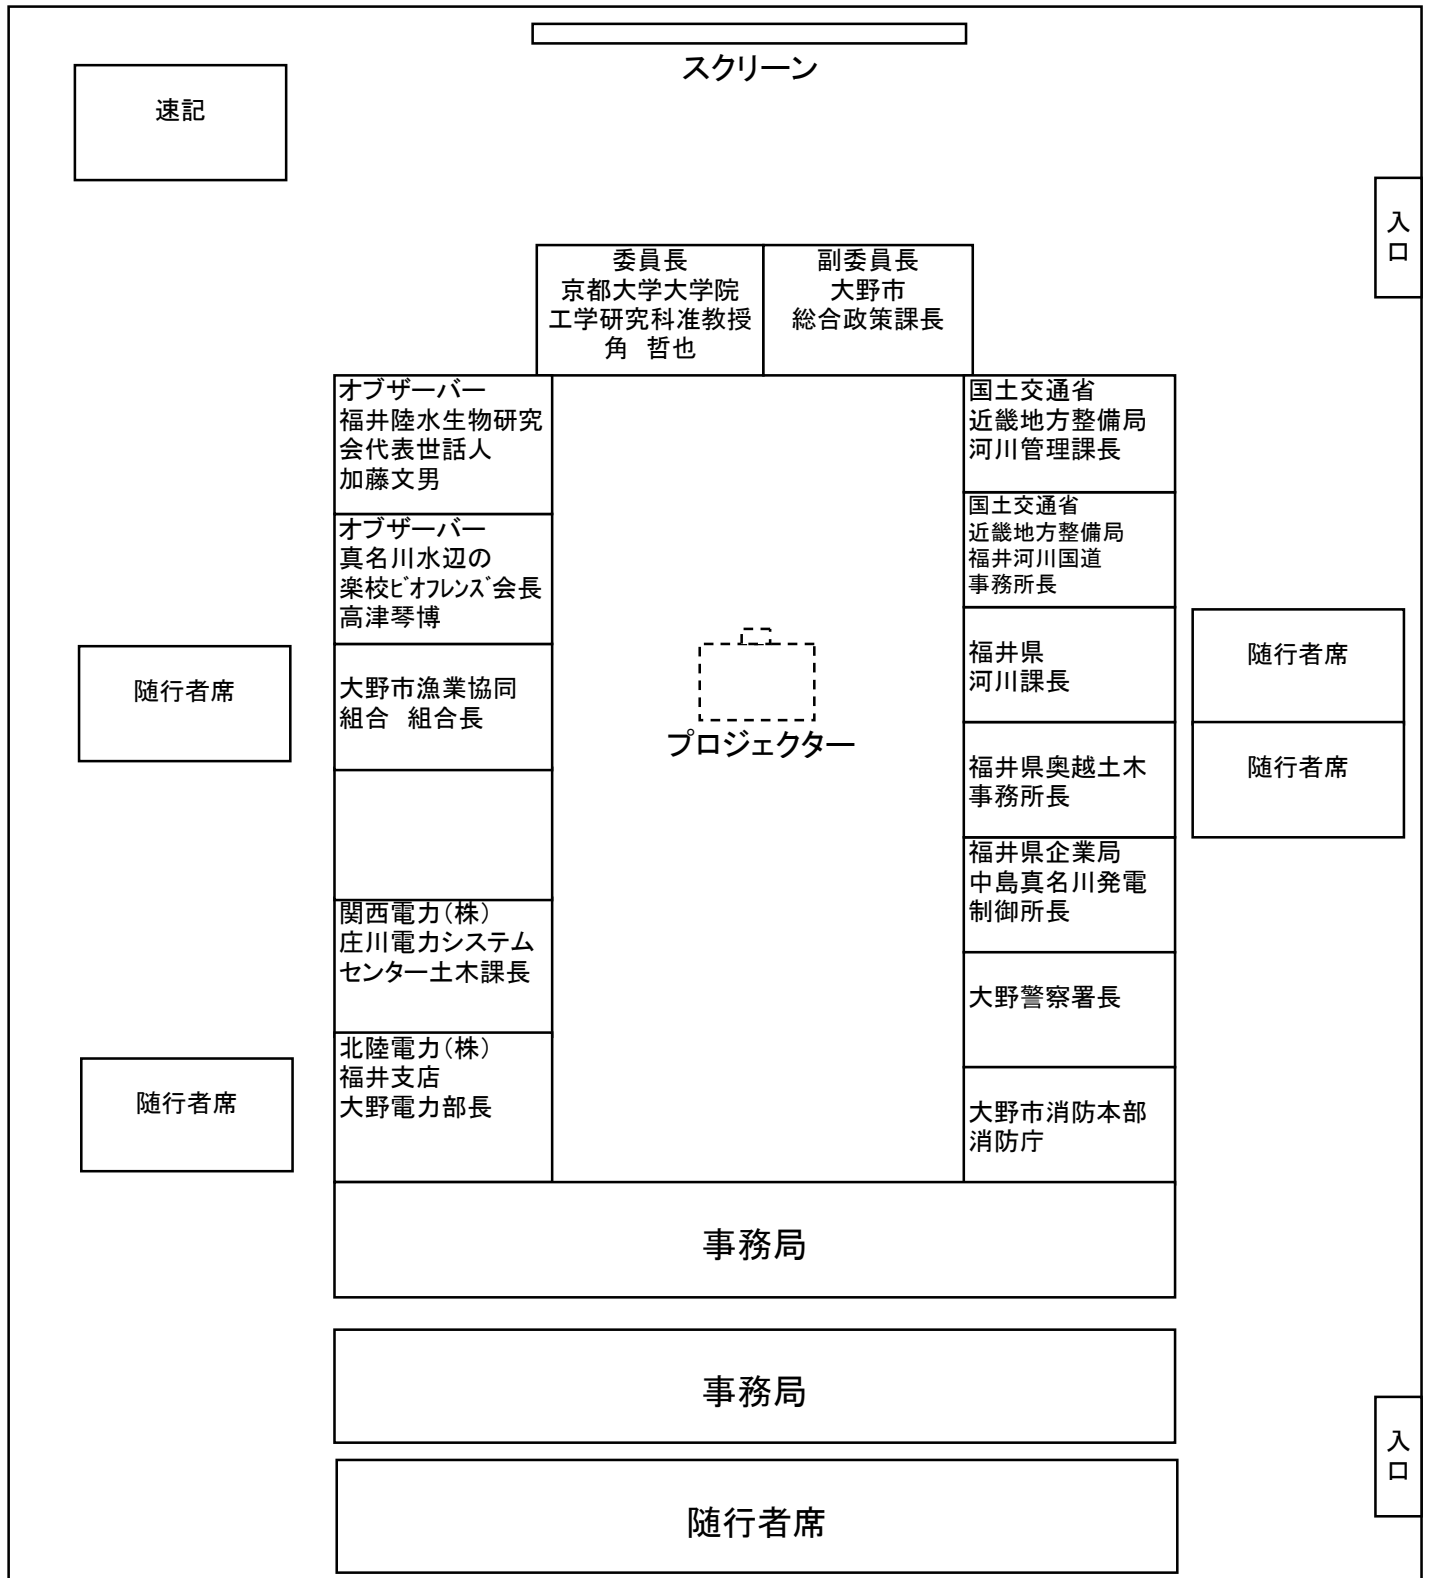 スクリーン
速記
入
口
委員長
京都大学大学院
工学研究科准教授
角　哲也
副委員長
大野市
総合政策課長
オブザーバー
福井陸水生物研究
会代表世話人
加藤文男
オブザーバー
真名川水辺の
楽校ﾋﾞｵﾌﾚﾝｽﾞ会長
高津琴博
大野市漁業協同
組合　組合長
関西電力（株）
庄川電力システム
センター土木課長
北陸電力（株）
福井支店
大野電力部長
プロジェクター
国土交通省
近畿地方整備局
河川管理課長
国土交通省
近畿地方整備局
福井河川国道
事務所長
福井県
河川課長
福井県奥越土木
事務所長
福井県企業局
中島真名川発電
制御所長
大野警察署長
大野市消防本部
消防庁
随行者席
随行者席
随行者席
随行者席
事務局
事務局
随行者席
入
口